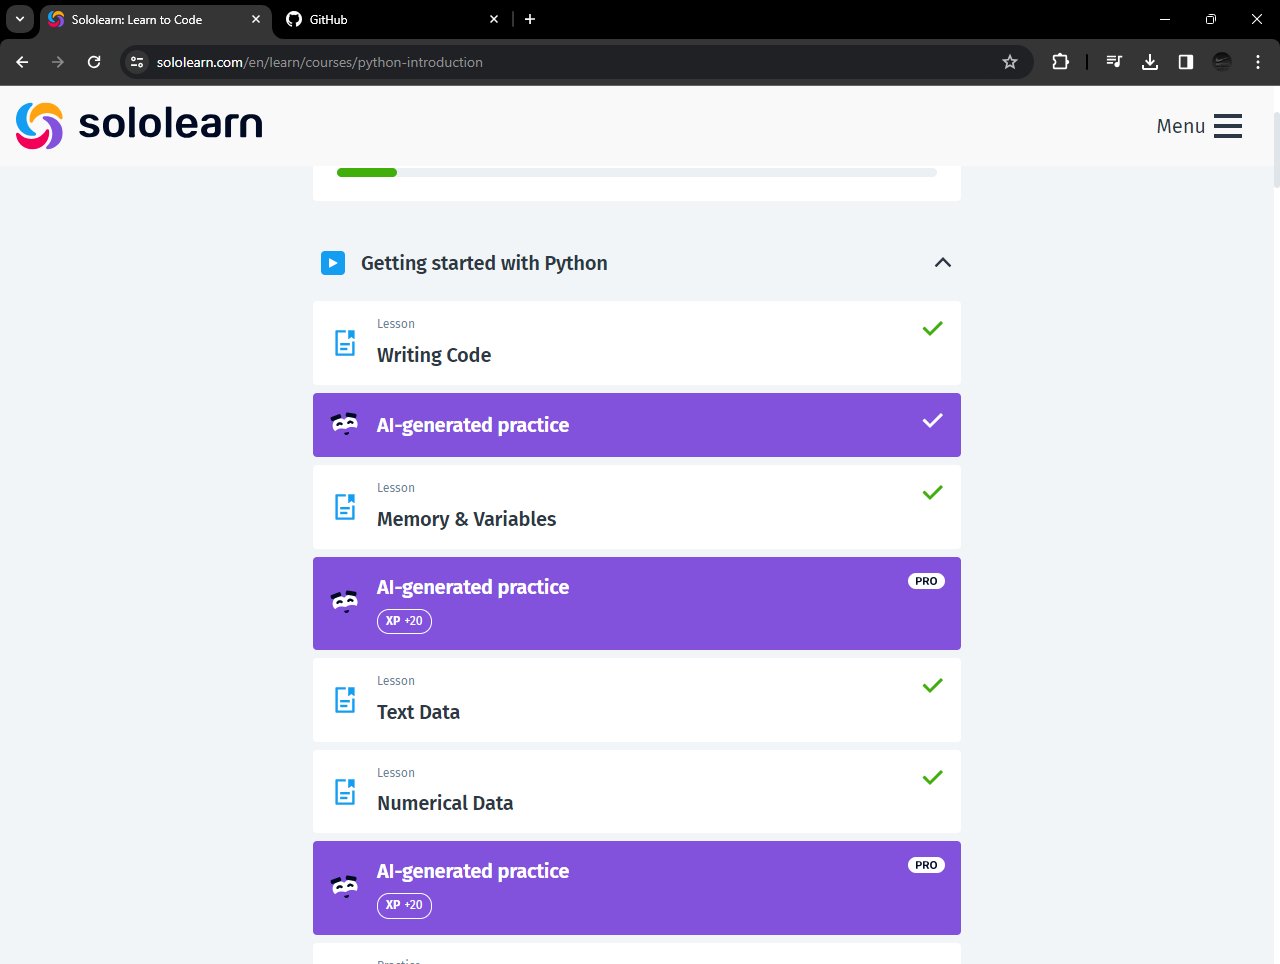 Sololearn: Learn to Code
GitHub
sololearn.com/en/learn/courses/python-introduction
sololearn
Menu
Getting started with Python
Lesson
Writing Code
AI-generated practice
Lesson
Memory & Variables
AI-generated practice
PRO
XP +20
Lesson
Text Data
Lesson
Numerical Data
AI-generated practice
PRO
XP +20
Practice